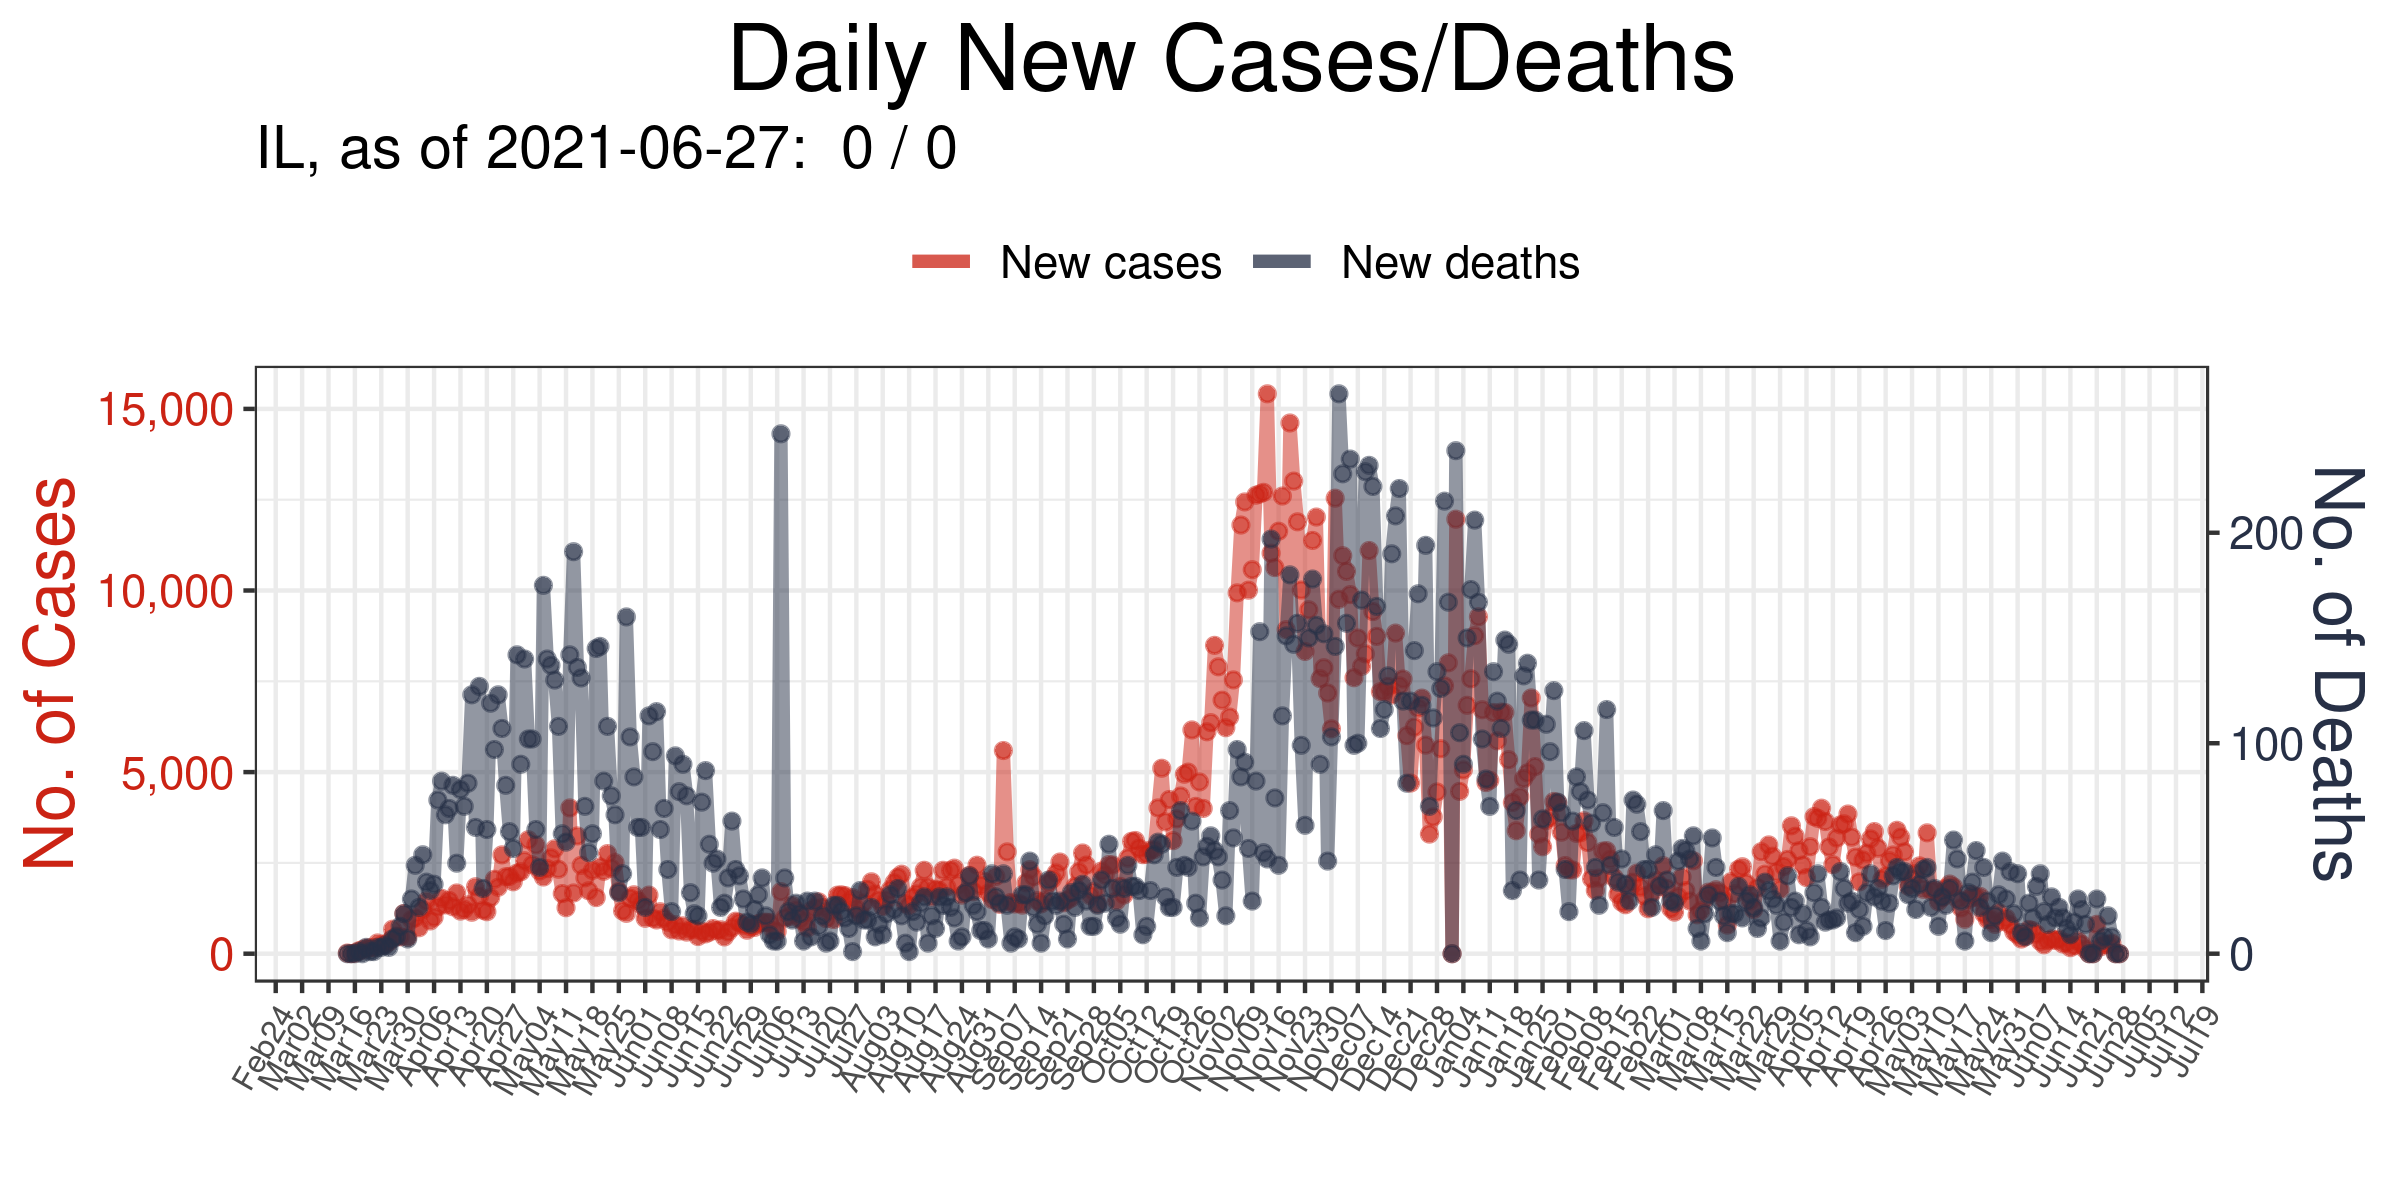 Daily New Cases/Deaths
IL, as of 2021-06-27: 0 / 0
New cases
New deaths
No. of Cases
15,000
10,000
5,000
0
No. of Deaths
200
100
0
Feb24
Mar02
Mar09
Mar16
Mar23
Mar30
Apr06
Apr13
Apr20
Apr27
May04
May11
May18
May25
Jun01
Jun08
Jun15
Jun22
Jun29
Jul06
Jul13
Jul20
Jul27
Aug03
Aug10
Aug17
Aug24
Aug31
Sep07
Sep14
Sep21
Sep28
Oct05
Oct12
Oct19
Oct26
Nov02
Nov09
Nov16
Nov23
Nov30
Dec07
Dec14
Dec21
Dec28
Jan04
Jan11
Jan18
Jan25
Feb01
Feb08
Feb15
Feb22
Mar01
Mar08
Mar15
Mar22
Mar29
Apr05
Apr12
Apr19
Apr26
May03
May10
May17
May24
May31
Jun07
Jun14
Jun21
Jun28
Jul05
Jul12
Jul19